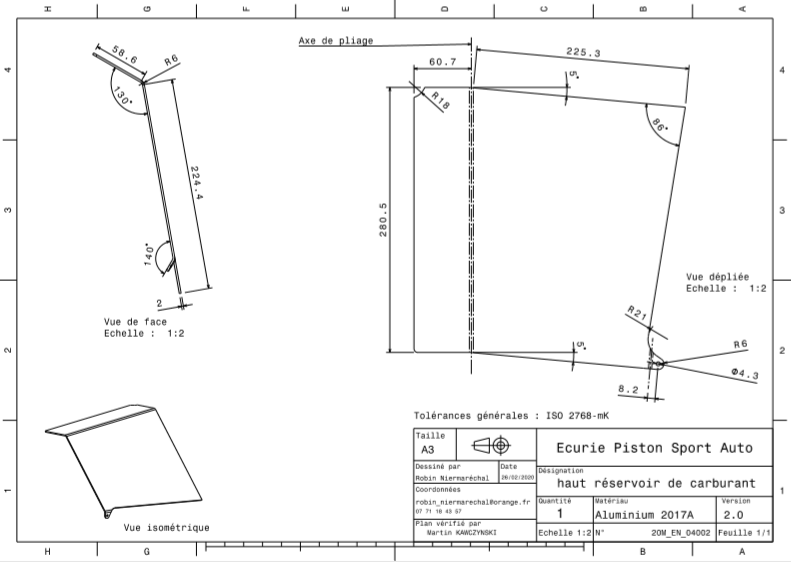 H G F E D C B A
4
3
2
1
4
3
2
1
58.6
R6
130°
224.4
140°
2
Vue de face
Echelle : 1:2
Axe de pliage
60.7
225.3
5°
R18
86°
280.5
Vue dépliée
Echelle : 1:2
R21
R6
5°
Ø4.3
8.2
Vue isométrique
Tolérances générales : ISO 2768-mK
Taille
A3
Ecurie Piston Sport Auto
Dessiné par
Robin Niermaréchal
Date
26/02/2020
Désignation
haut réservoir de carburant
Coordonnées
robin_niermarechal@orange.fr
07 71 18 43 57
Quantité
1
Matériau
Aluminium 2017A
Version
2.0
Plan vérifié par
Martin KAWCZYNSKI
Echelle 1:2
N° 20M_EN_04002
Feuille 1/1
H G B A